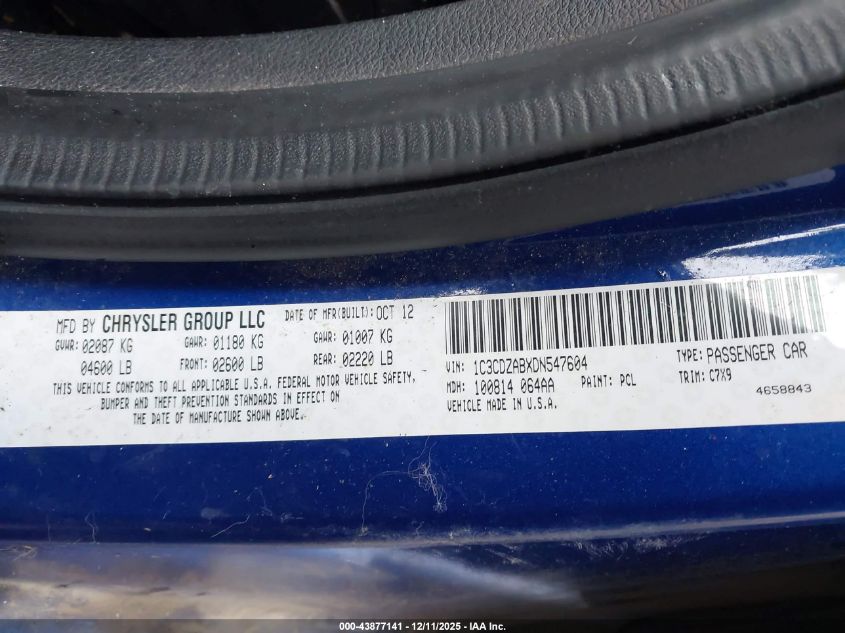 MFD BY CHRYSLER GROUP LLC DATE OF MFR(BUILT): OCT 12
GVWR: 02087 KG GAWR: 01180 KG GAWR: 01007 KG
04600 LB FRONT: 02600 LB REAR: 02220 LB
THIS VEHICLE CONFORMS TO ALL APPLICABLE U.S.A. FEDERAL MOTOR VEHICLE SAFETY,
BUMPER AND THEFT PREVENTION STANDARDS IN EFFECT ON
THE DATE OF MANUFACTURE SHOWN ABOVE.
VIN: 1C3CDZABXDN547604 TYPE: PASSENGER CAR
MDH: 100814 064AA PAINT: PCL TRIM: C7X9
VEHICLE MADE IN U.S.A. 4658843
000-43877141 - 12/11/2025 - IAA Inc.